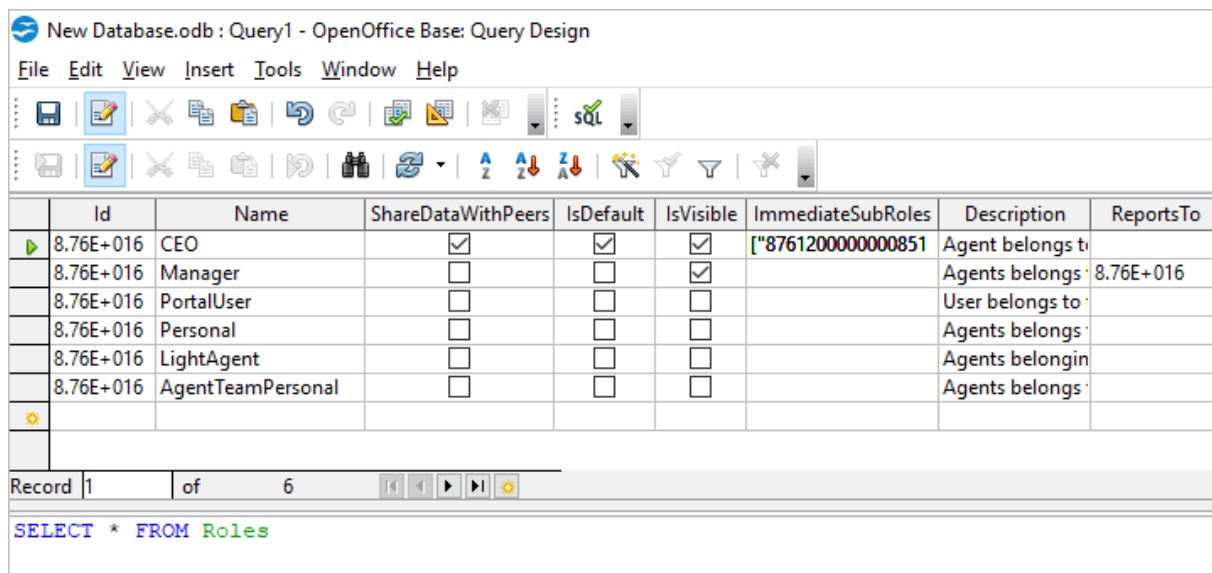 New Database.odb : Query1 - OpenOffice Base: Query Design
File Edit View Insert Tools Window Help
SQL
Id Name ShareDataWithPeers IsDefault IsVisible ImmediateSubRoles Description ReportsTo
8.76E+016 CEO ["8761200000000851 Agent belongs t
8.76E+016 Manager Agents belongs 8.76E+016
8.76E+016 PortalUser User belongs to
8.76E+016 Personal Agents belongs
8.76E+016 LightAgent Agents belongin
8.76E+016 AgentTeamPersonal Agents belongs
Record 1 of 6
SELECT * FROM Roles